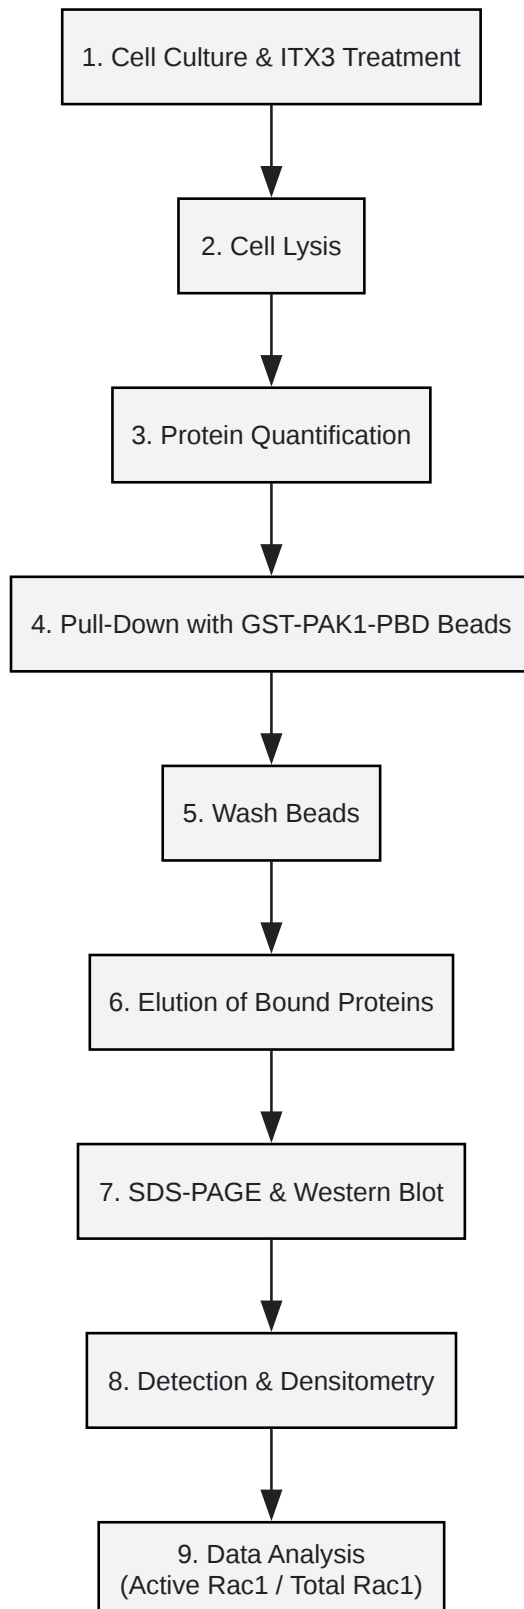 1. Cell Culture & ITX3 Treatment
2. Cell Lysis
3. Protein Quantification
4. Pull-Down with GST-PAK1-PBD Beads
5. Wash Beads
6. Elution of Bound Proteins
7. SDS-PAGE & Western Blot
8. Detection & Densitometry
9. Data Analysis
(Active Rac1 / Total Rac1)